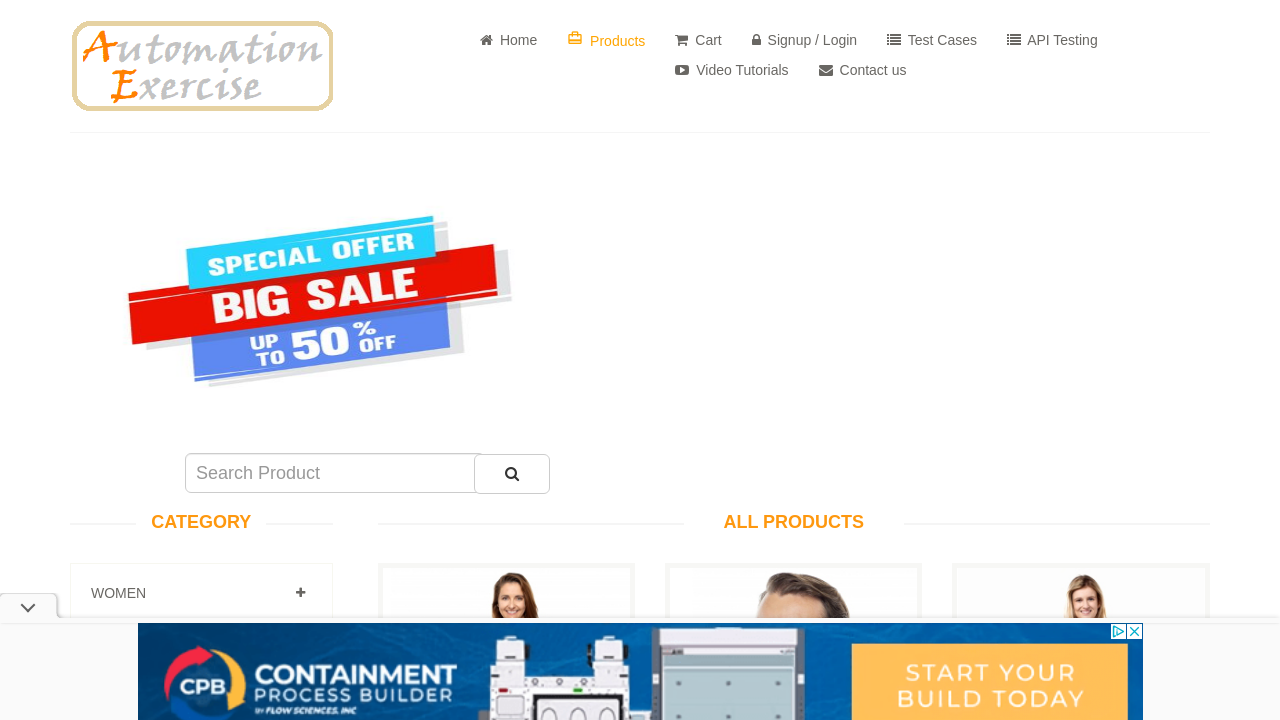 Automation
Exercise
Home
Products
Cart
Signup / Login
Test Cases
API Testing
Video Tutorials
Contact us
SPECIAL OFFER
BIG SALE
UP TO 50% OFF
Search Product
CATEGORY
ALL PRODUCTS
WOMEN
CPB
CONTAINMENT
PROCESS BUILDER
BY FLOW SCIENCES, INC
START YOUR
BUILD TODAY